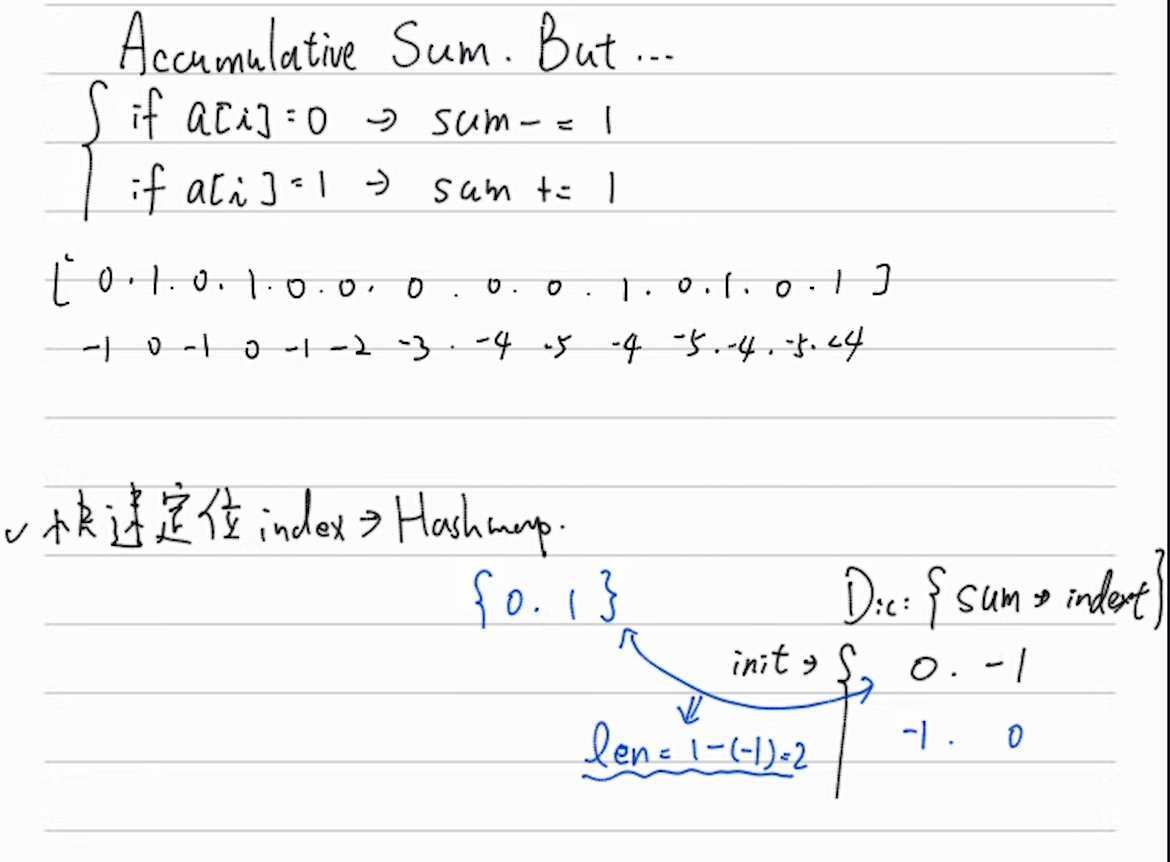 Accumulative Sum. But ...
{ if a[i]=0 → sum -= 1
if a[i]=1 → sum += 1
[ 0. 1. 0. 1. 0. 0. 0. 0. 0. 1. 0. 1. 0. 1 ]
-1 0 -1 0 -1 -2 -3. -4 -5 -4 -5. -4. -5. -4
✓快速定位 index → Hashmap.
{0. 1}
Dic: {sum → index+}
init → { 0. -1
-1. 0
len = 1-(-1)=2